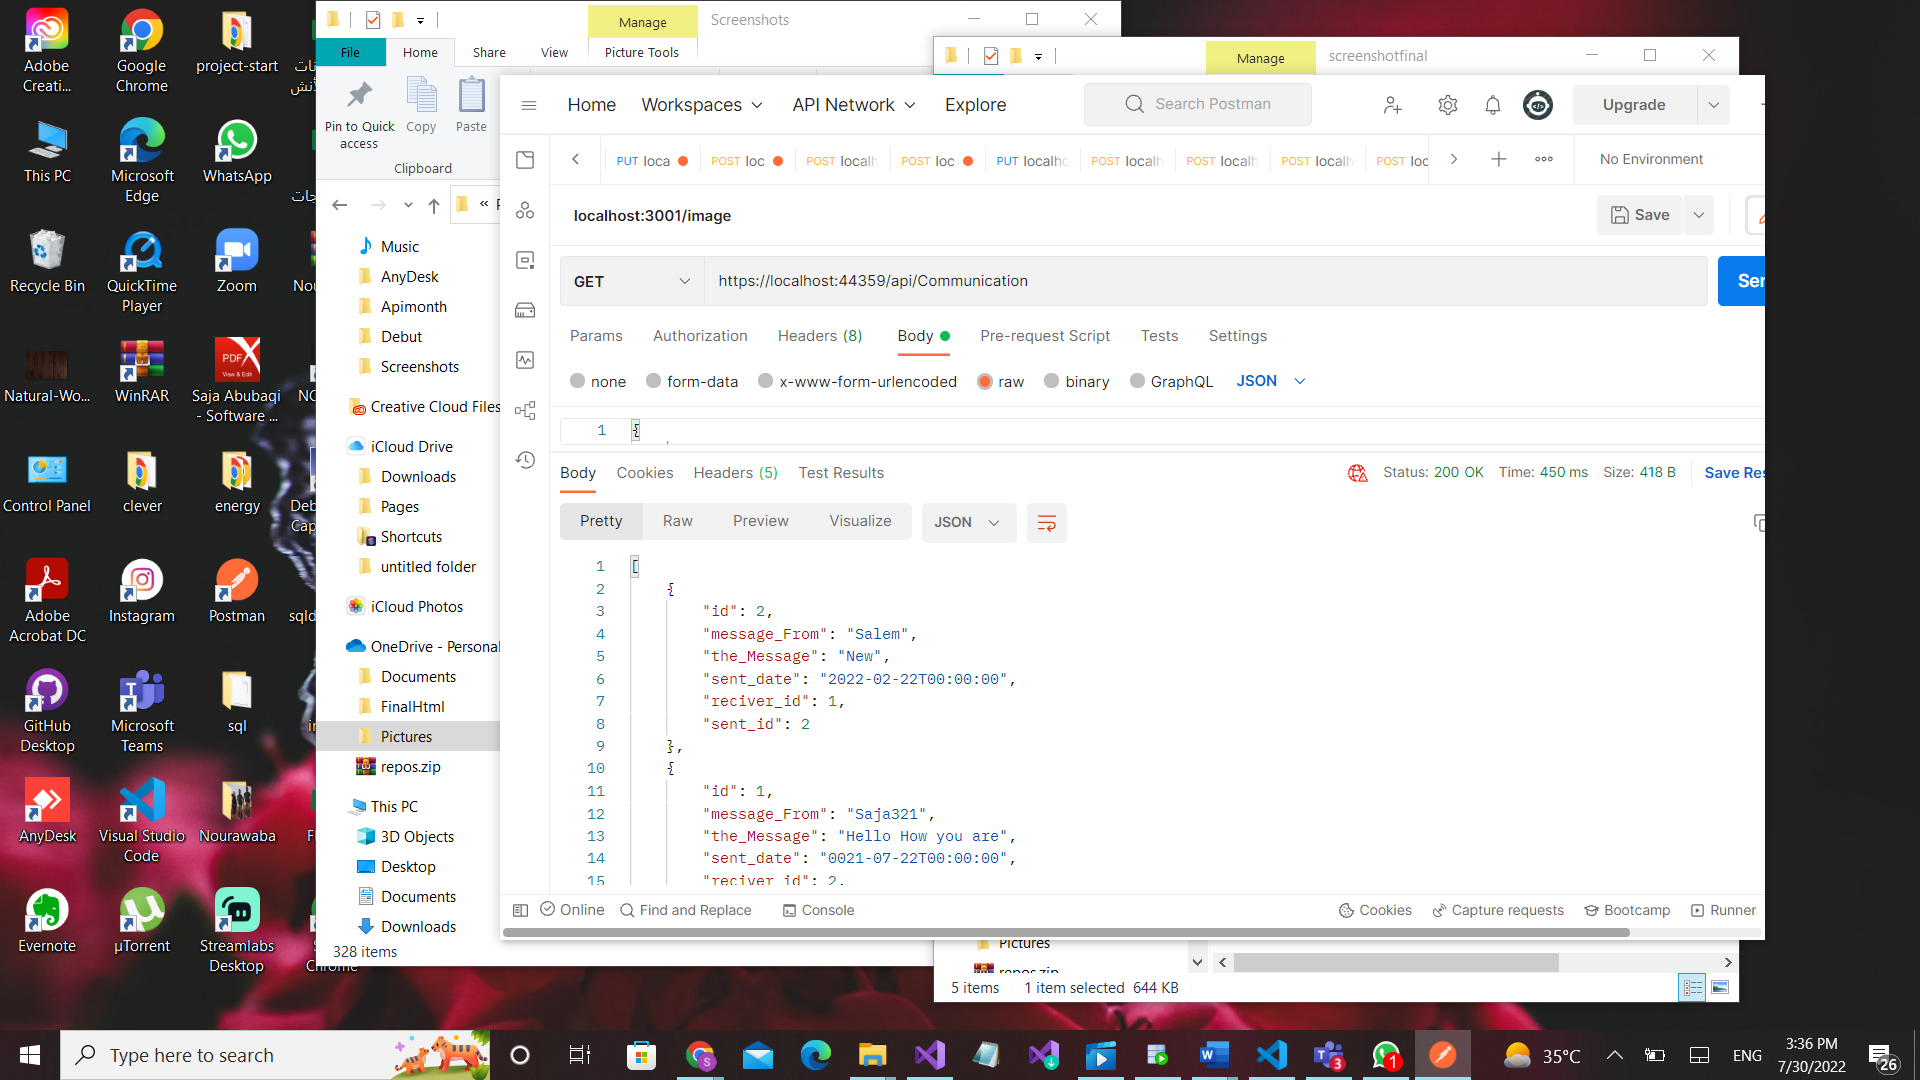 Adobe
Creati...
Google
Chrome
project-start
This PC
Microsoft
Edge
WhatsApp
Recycle Bin
QuickTime
Player
Zoom
Natural-Wo...
WinRAR
Saja Abubaqi
- Software ...
Control Panel
clever
energy
Adobe
Acrobat DC
Instagram
Postman
GitHub
Desktop
Microsoft
Teams
sql
AnyDesk
Visual Studio
Code
Nourawaba
Evernote
µTorrent
Streamlabs
Desktop
Manage
Screenshots
File
Home
Share
View
Picture Tools
Pin to Quick
access
Copy
Paste
Clipboard
Music
AnyDesk
Apimonth
Debut
Screenshots
Creative Cloud Files
iCloud Drive
Downloads
Pages
Shortcuts
untitled folder
iCloud Photos
OneDrive - Personal
Documents
FinalHtml
Pictures
repos.zip
This PC
3D Objects
Desktop
Documents
Downloads
328 items
Manage
screenshotfinal
Home Workspaces API Network Explore
Search Postman
Upgrade
PUT loca POST loc POST localh POST loc PUT localho POST localh POST localh POST localh POST loc
No Environment
localhost:3001/image
Save
GET https://localhost:44359/api/Communication
Params Authorization Headers (8) Body Pre-request Script Tests Settings
none form-data x-www-form-urlencoded raw binary GraphQL JSON
1 {
Body Cookies Headers (5) Test Results
Status: 200 OK Time: 450 ms Size: 418 B Save Res
Pretty Raw Preview Visualize JSON
1 [
2 {
3 "id": 2,
4 "message_From": "Salem",
5 "the_Message": "New",
6 "sent_date": "2022-02-22T00:00:00",
7 "reciver_id": 1,
8 "sent_id": 2
9 },
10 {
11 "id": 1,
12 "message_From": "Saja321",
13 "the_Message": "Hello How you are",
14 "sent_date": "0021-07-22T00:00:00",
15 "reciver_id": 2,
Online Find and Replace Console
Cookies Capture requests Bootcamp Runner
Pictures
repos.zip
5 items 1 item selected 644 KB
Type here to search
3
1
35°C
ENG
3:36 PM
7/30/2022
26